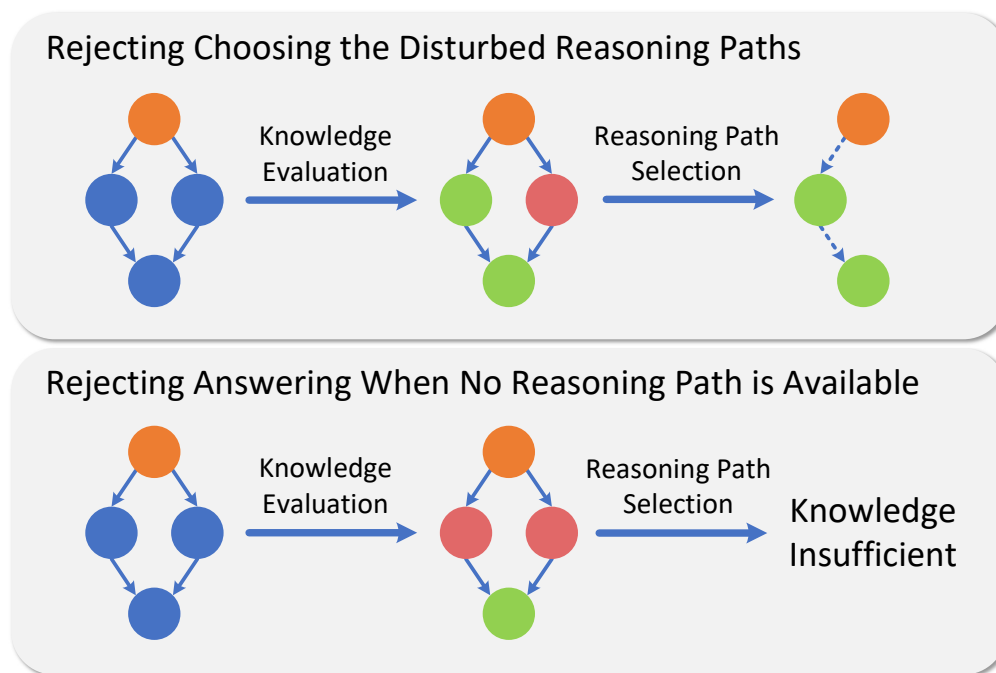 Rejecting Choosing the Disturbed Reasoning Paths
Knowledge
Evaluation
Reasoning Path
Selection
Rejecting Answering When No Reasoning Path is Available
Knowledge
Evaluation
Reasoning Path
Selection
Knowledge
Insufficient